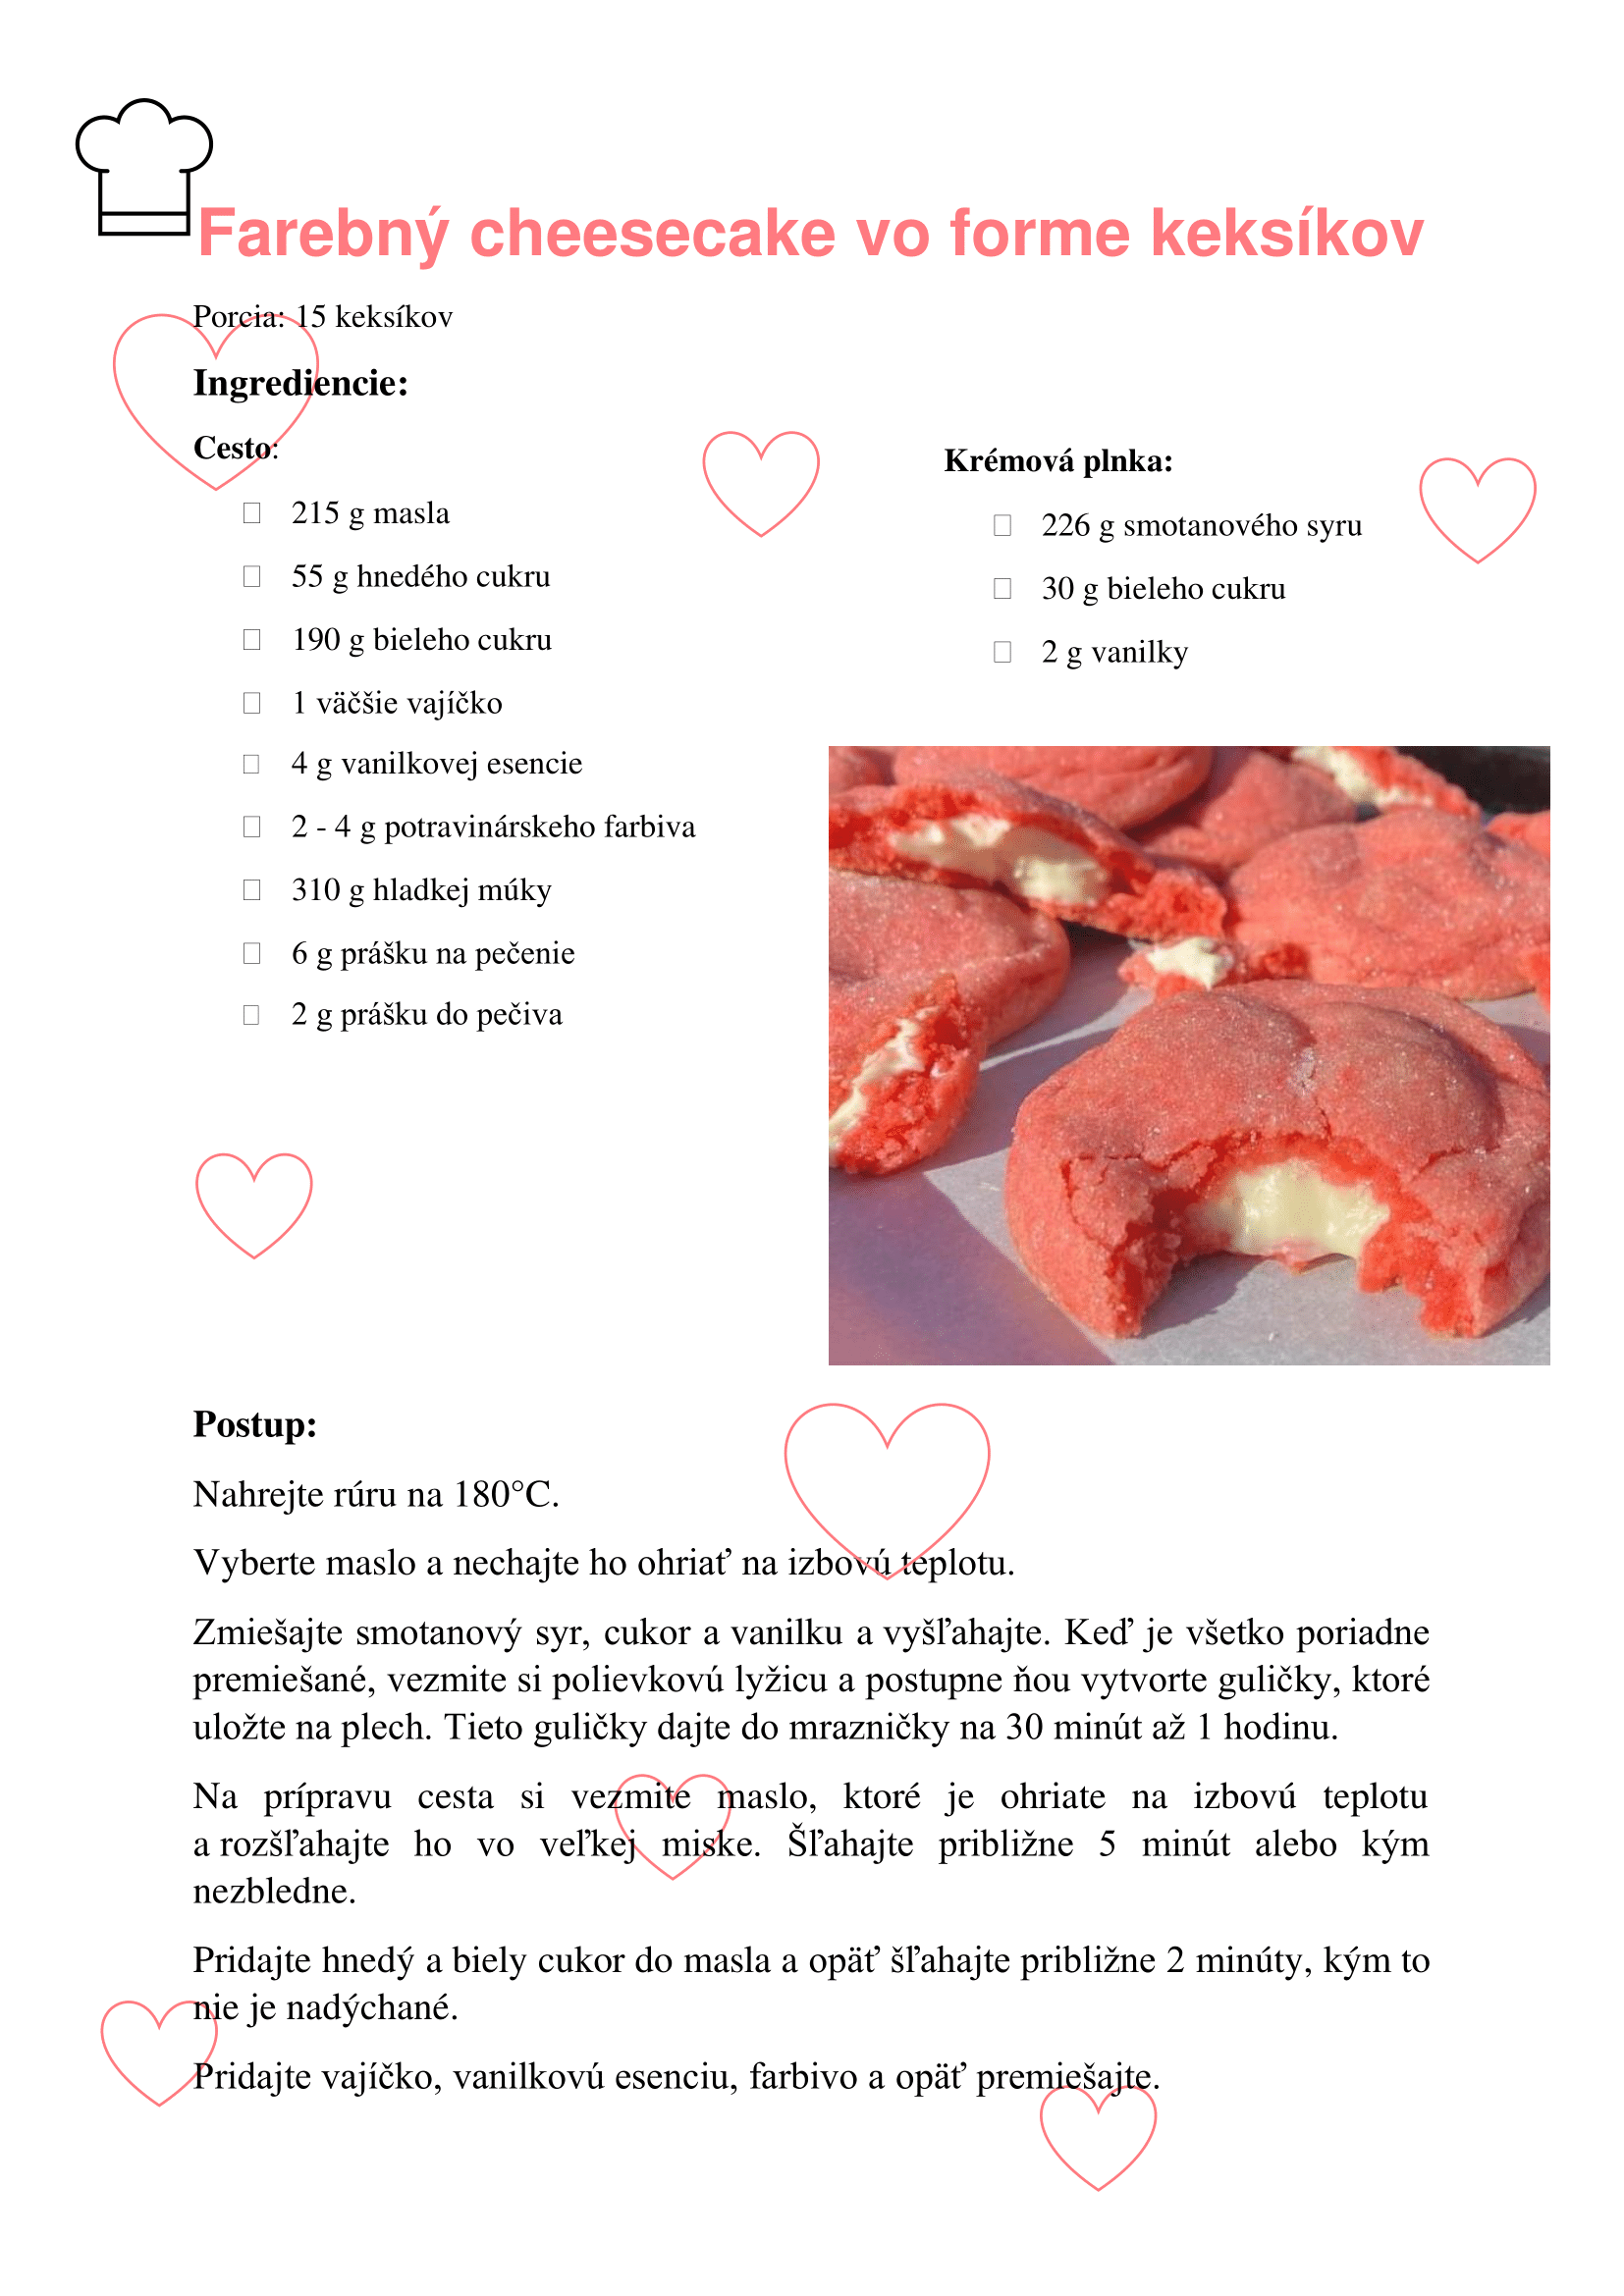 Farebný cheesecake vo forme keksíkov
Porcia: 15 keksíkov
Ingrediencie:
Cesto:
215 g masla
55 g hnedého cukru
190 g bieleho cukru
1 väčšie vajíčko
4 g vanilkovej esencie
2 - 4 g potravinárskeho farbiva
310 g hladkej múky
6 g prášku na pečenie
2 g prášku do pečiva
Krémová plnka:
226 g smotanového syru
30 g bieleho cukru
2 g vanilky
Postup:
Nahrejte rúru na 180°C.
Vyberte maslo a nechajte ho ohriať na izbovú teplotu.
Zmiešajte smotanový syr, cukor a vanilku a vyšľahajte. Keď je všetko poriadne
premiešané, vezmite si polievkovú lyžicu a postupne ňou vytvorte guličky, ktoré
uložte na plech. Tieto guličky dajte do mrazničky na 30 minút až 1 hodinu.
Na prípravu cesta si vezmite maslo, ktoré je ohriate na izbovú teplotu
a rozšľahajte ho vo veľkej miske. Šľahajte približne 5 minút alebo kým
nezbledne.
Pridajte hnedý a biely cukor do masla a opäť šľahajte približne 2 minúty, kým to
nie je nadýchané.
Pridajte vajíčko, vanilkovú esenciu, farbivo a opäť premiešajte.